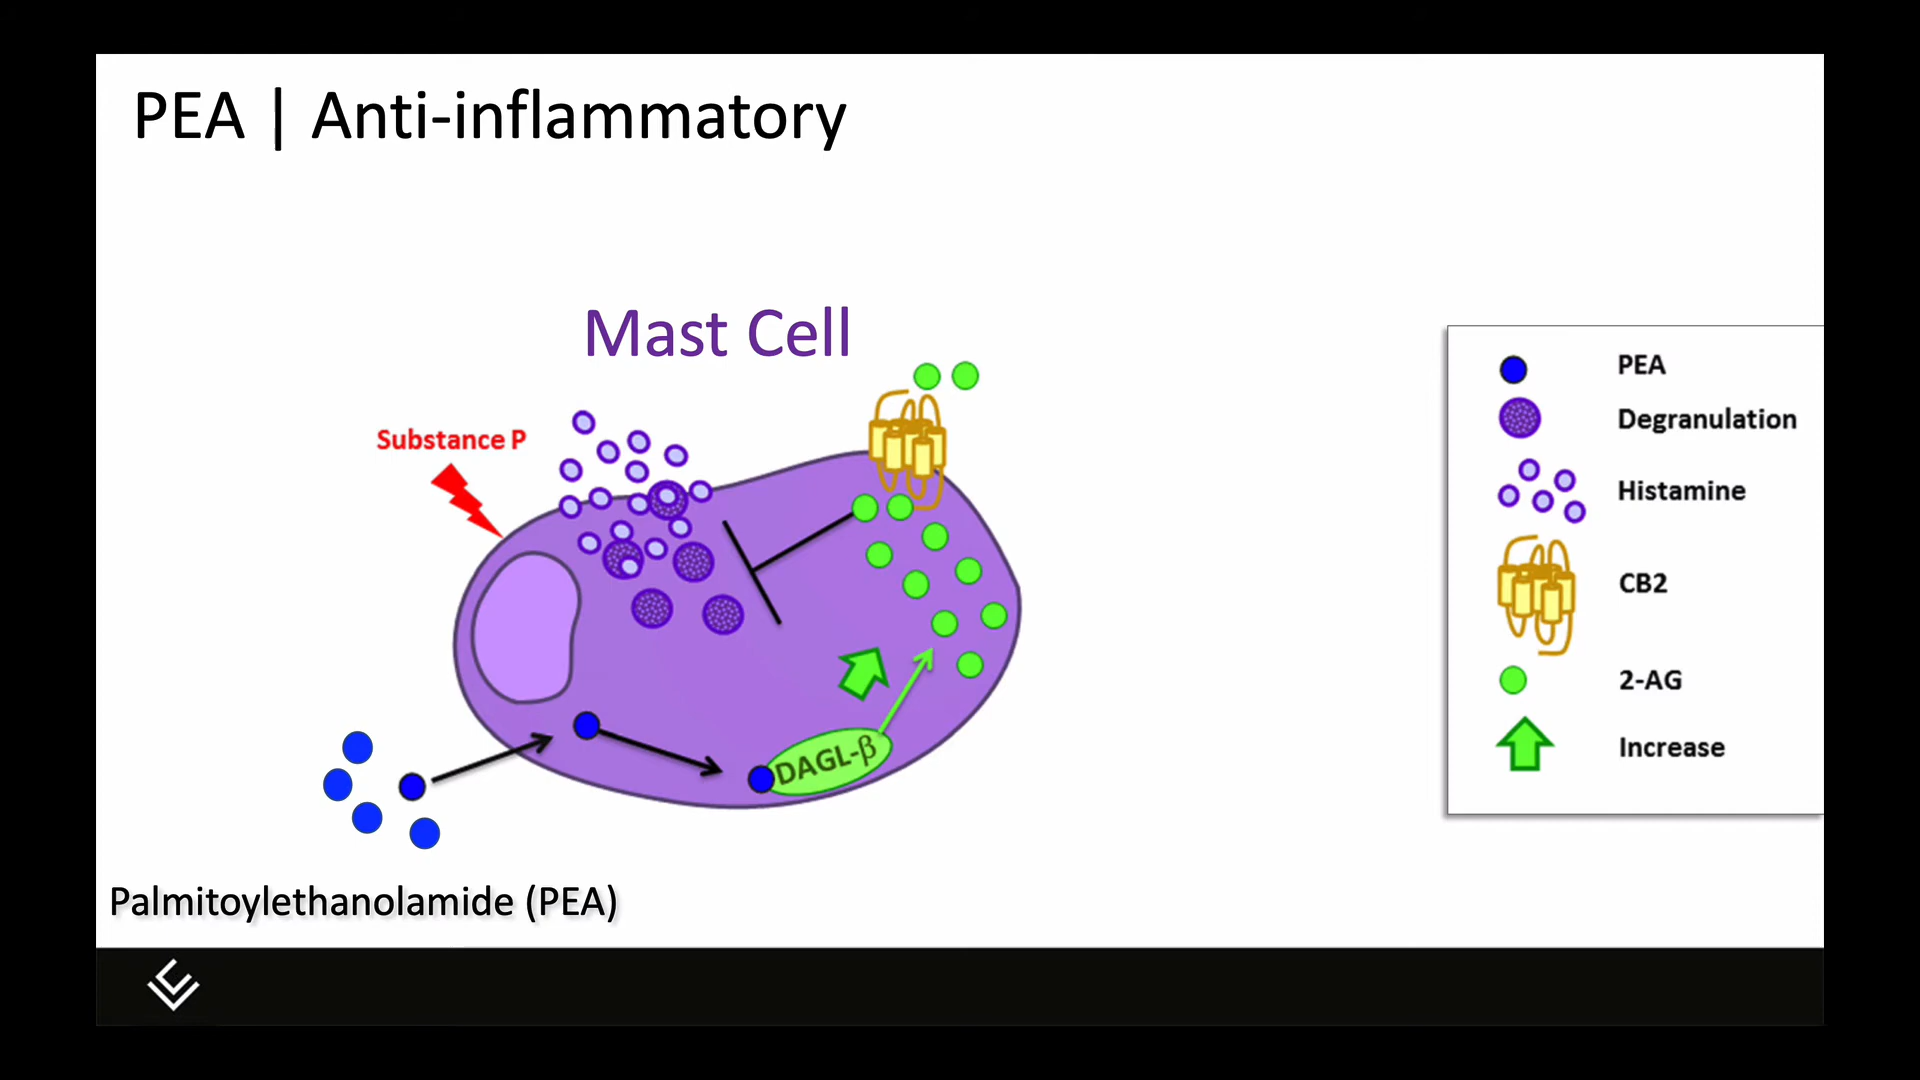 PEA | Anti-inflammatory
Mast Cell
Substance P
DAGL-β
Palmitoylethanolamide (PEA)
PEA
Degranulation
Histamine
CB2
2-AG
Increase